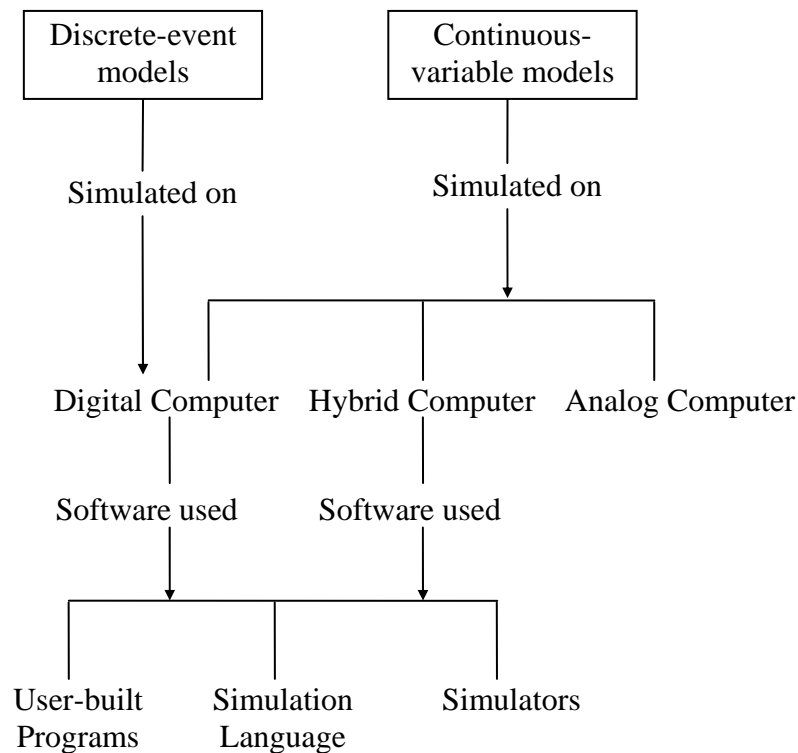 Discrete-event
models
Continuous-
variable models
Simulated on
Simulated on
Digital Computer
Hybrid Computer
Analog Computer
Software used
Software used
User-built
Programs
Simulation
Language
Simulators